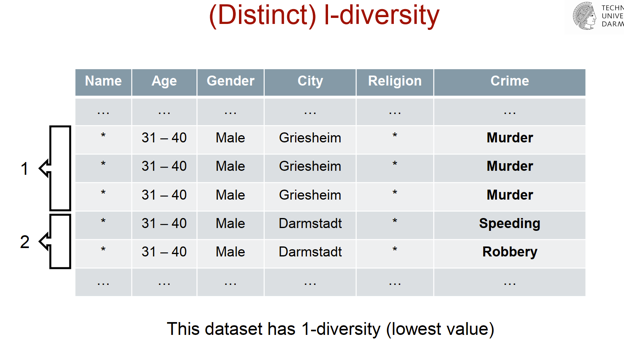 (Distinct) l-diversity
TECHN
UNIVE
DARM
Name Age Gender City Religion Crime
... ... ... ... ... ...
* 31 – 40 Male Griesheim * Murder
1 * 31 – 40 Male Griesheim * Murder
* 31 – 40 Male Griesheim * Murder
* 31 – 40 Male Darmstadt * Speeding
2 * 31 – 40 Male Darmstadt * Robbery
... ... ... ... ... ...
This dataset has 1-diversity (lowest value)